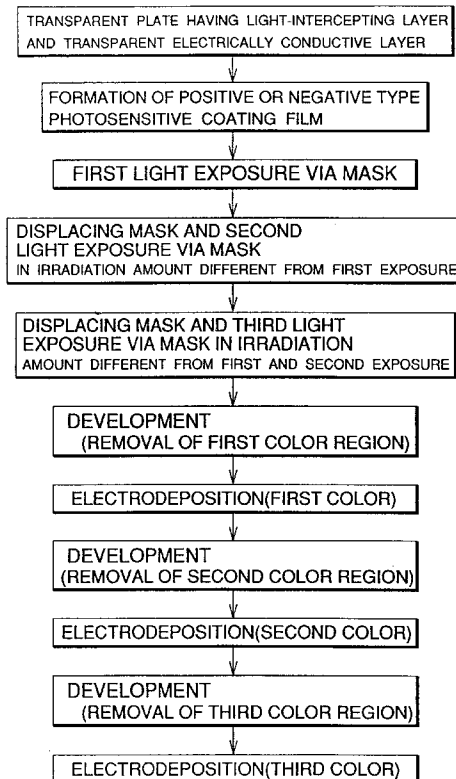 TRANSPARENT PLATE HAVING LIGHT-INTERCEPTING LAYER
AND TRANSPARENT ELECTRICALLY CONDUCTIVE LAYER
FORMATION OF POSITIVE OR NEGATIVE TYPE
PHOTOSENSITIVE COATING FILM
FIRST LIGHT EXPOSURE VIA MASK
DISPLACING MASK AND SECOND
LIGHT EXPOSURE VIA MASK
IN IRRADIATION AMOUNT DIFFERENT FROM FIRST EXPOSURE
DISPLACING MASK AND THIRD LIGHT
EXPOSURE VIA MASK IN IRRADIATION
AMOUNT DIFFERENT FROM FIRST AND SECOND EXPOSURE
DEVELOPMENT
(REMOVAL OF FIRST COLOR REGION)
ELECTRODEPOSITION(FIRST COLOR)
DEVELOPMENT
(REMOVAL OF SECOND COLOR REGION)
ELECTRODEPOSITION(SECOND COLOR)
DEVELOPMENT
(REMOVAL OF THIRD COLOR REGION)
ELECTRODEPOSITION(THIRD COLOR)